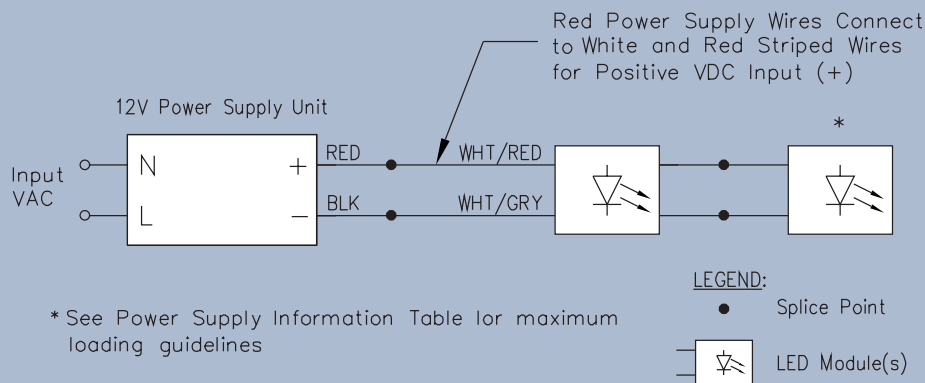 Red Power Supply Wires Connect
to White and Red Striped Wires
for Positive VDC Input (+)
12V Power Supply Unit
*
Input
VAC
N
+
RED
WHT/RED
L
−
BLK
WHT/GRY
LEGEND:
Splice Point
* See Power Supply Information Table lor maximum
loading guidelines
LED Module(s)